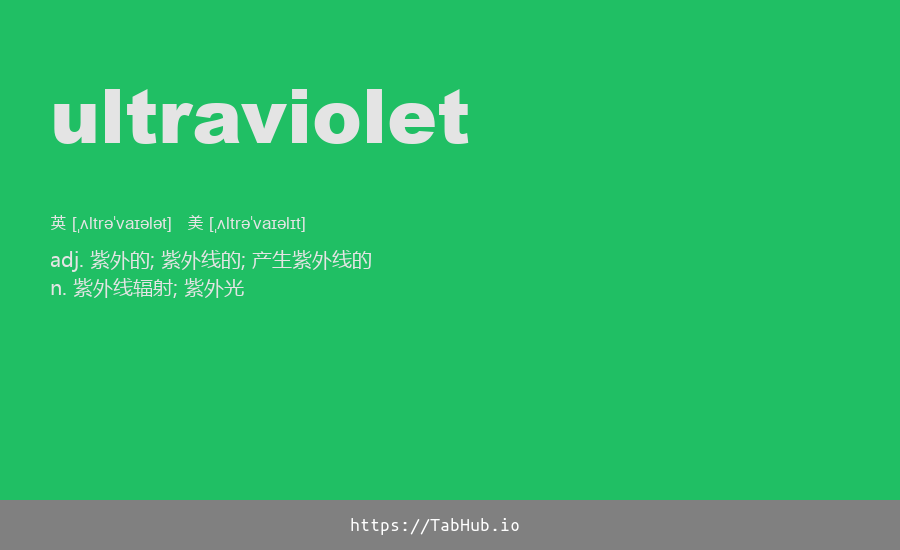 ultraviolet
英 [ˌʌltrəˈvaɪələt] 美 [ˌʌltrəˈvaɪəlɪt]
adj. 紫外的; 紫外线的; 产生紫外线的
n. 紫外线辐射; 紫外光
https://TabHub.io